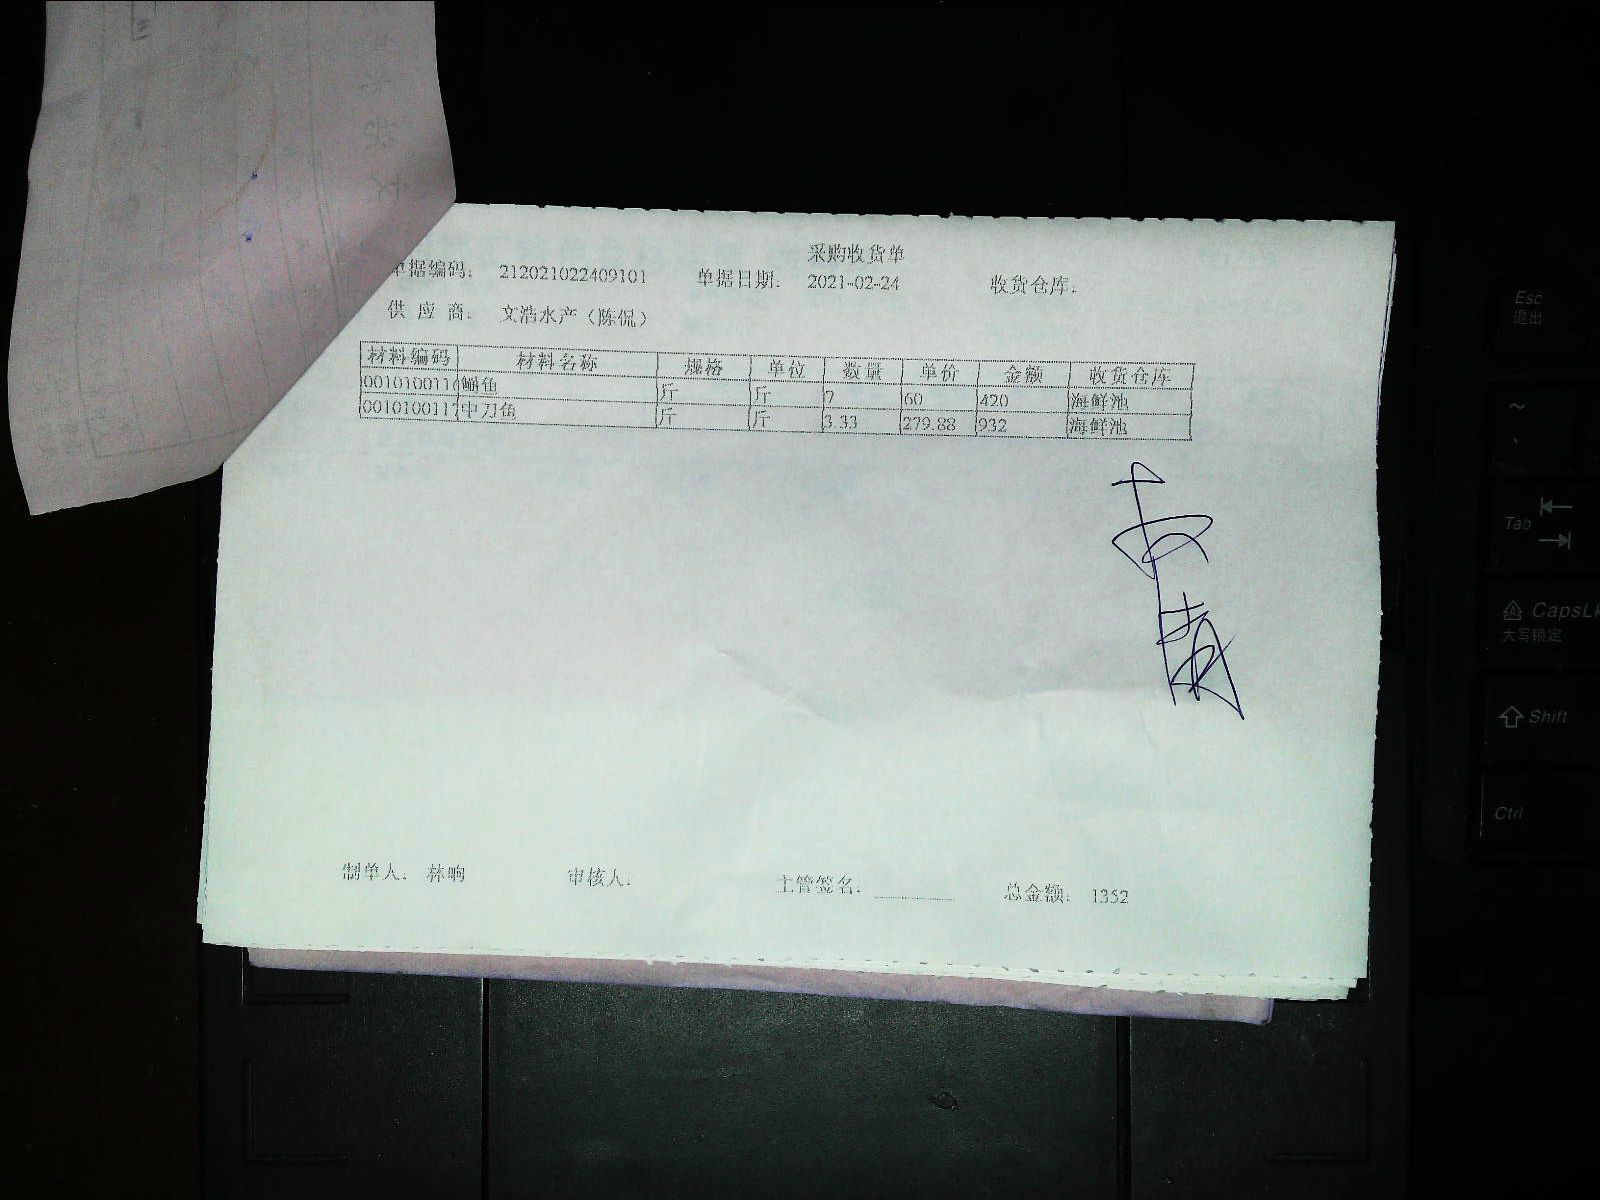 采购收货单
单据编码: 212021022409101 单据日期: 2021-02-24 收货仓库:
供 应 商: 文浩水产（陈侃）
材料编码 材料名称 规格 单位 数量 单价 金额 收货仓库
0010100110 鮰鱼 斤 斤 7 60 420 海鲜池
001010011 中刀鱼 斤 斤 3.33 279.88 932 海鲜池
制单人: 林晌 审核人: 主管签名: 总金额: 1352
Esc
退出
~
Tab
CapsLk
大写锁定
Shift
Ctrl